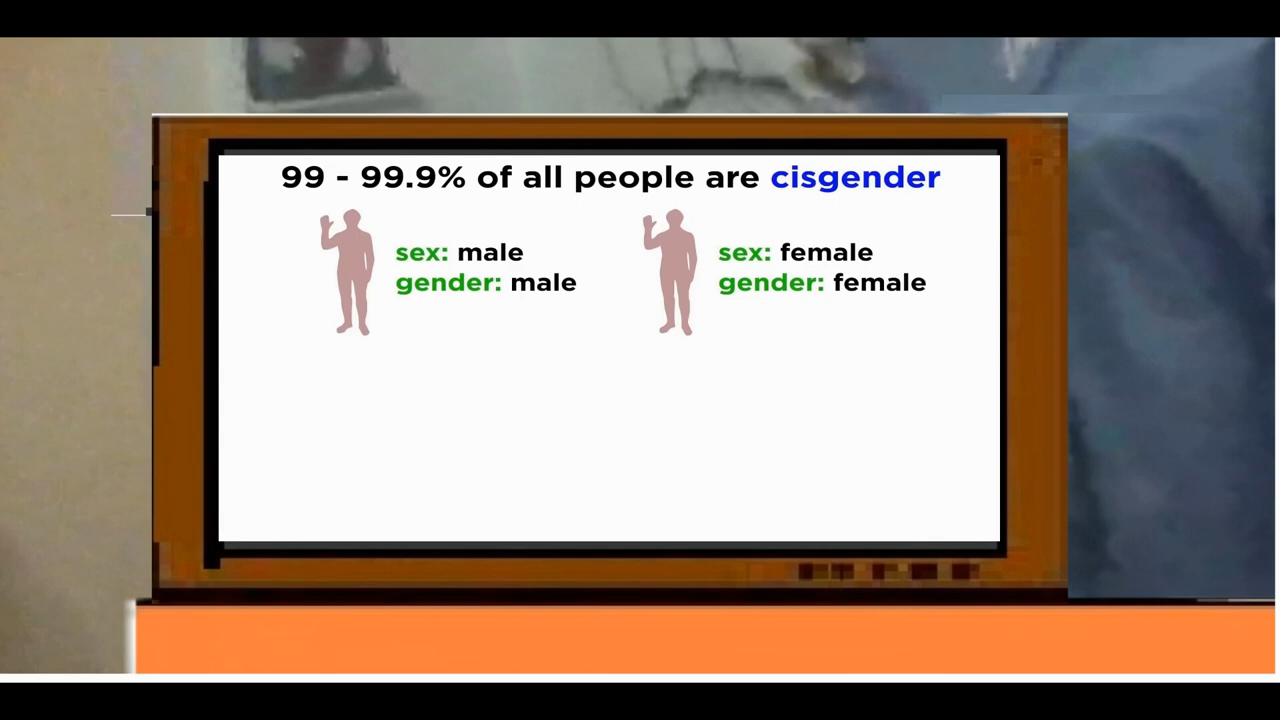 99 - 99.9% of all people are cisgender
sex: male
gender: male
sex: female
gender: female